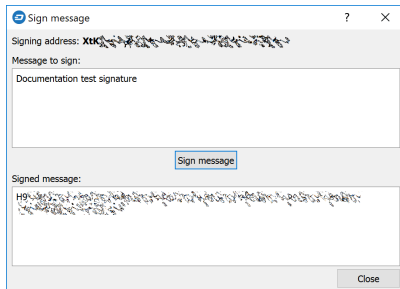 Sign message
Signing address: XtK
Message to sign:
Documentation test signature
Sign message
Signed message:
H9
Close